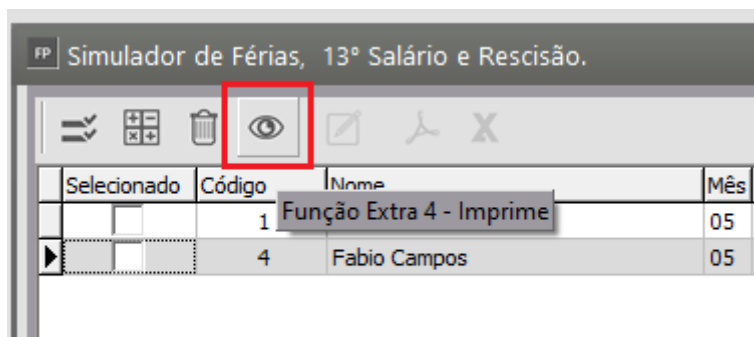 FP Simulador de Férias, 13º Salário e Rescisão.
Selecionado Código Nome Mês
1 05
Função Extra 4 - Imprime
4 Fabio Campos 05